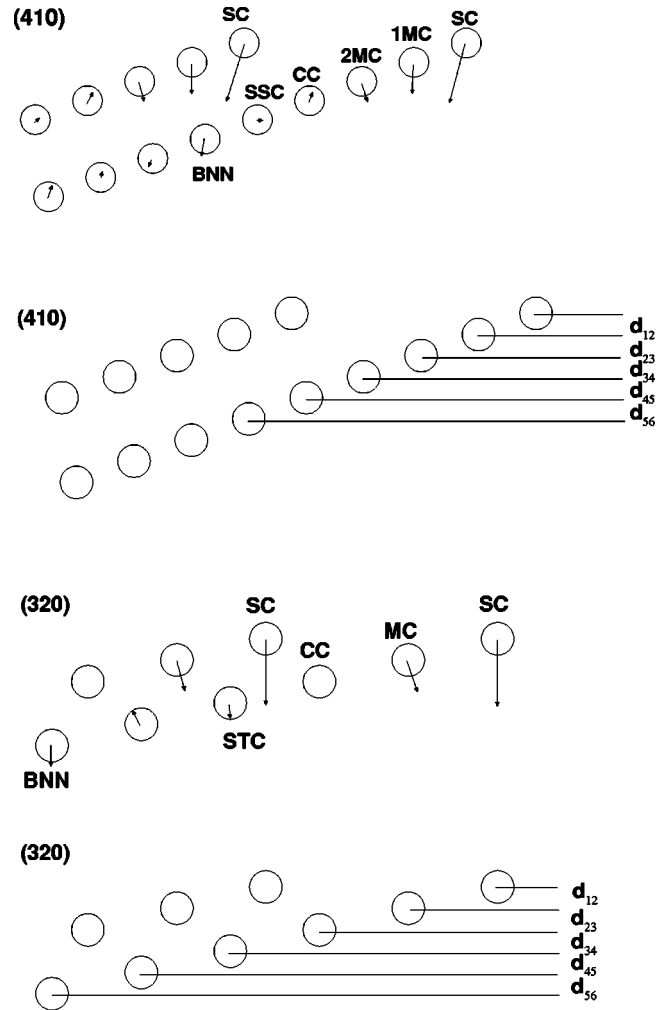 (410)
SC
SC
1MC
2MC
CC
SSC
BNN
(410)
d12
d23
d34
d45
d56
(320)
SC
SC
MC
CC
STC
BNN
(320)
d12
d23
d34
d45
d56